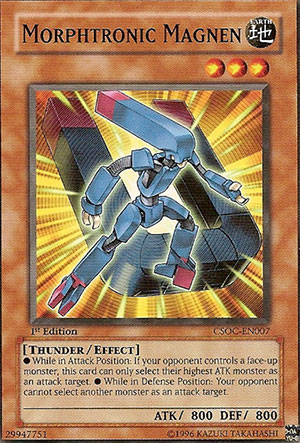 MORPHTRONIC MAGNEN
EARTH
地
1st Edition
CSOC-EN007
[THUNDER / EFFECT]
●While in Attack Position: If your opponent controls a face-up
monster, this card can only select their highest ATK monster as
an attack target. ●While in Defense Position: Your opponent
cannot select another monster as an attack target.
ATK/ 800 DEF/ 800
29947751
©1996 KAZUKI TAKAHASHI